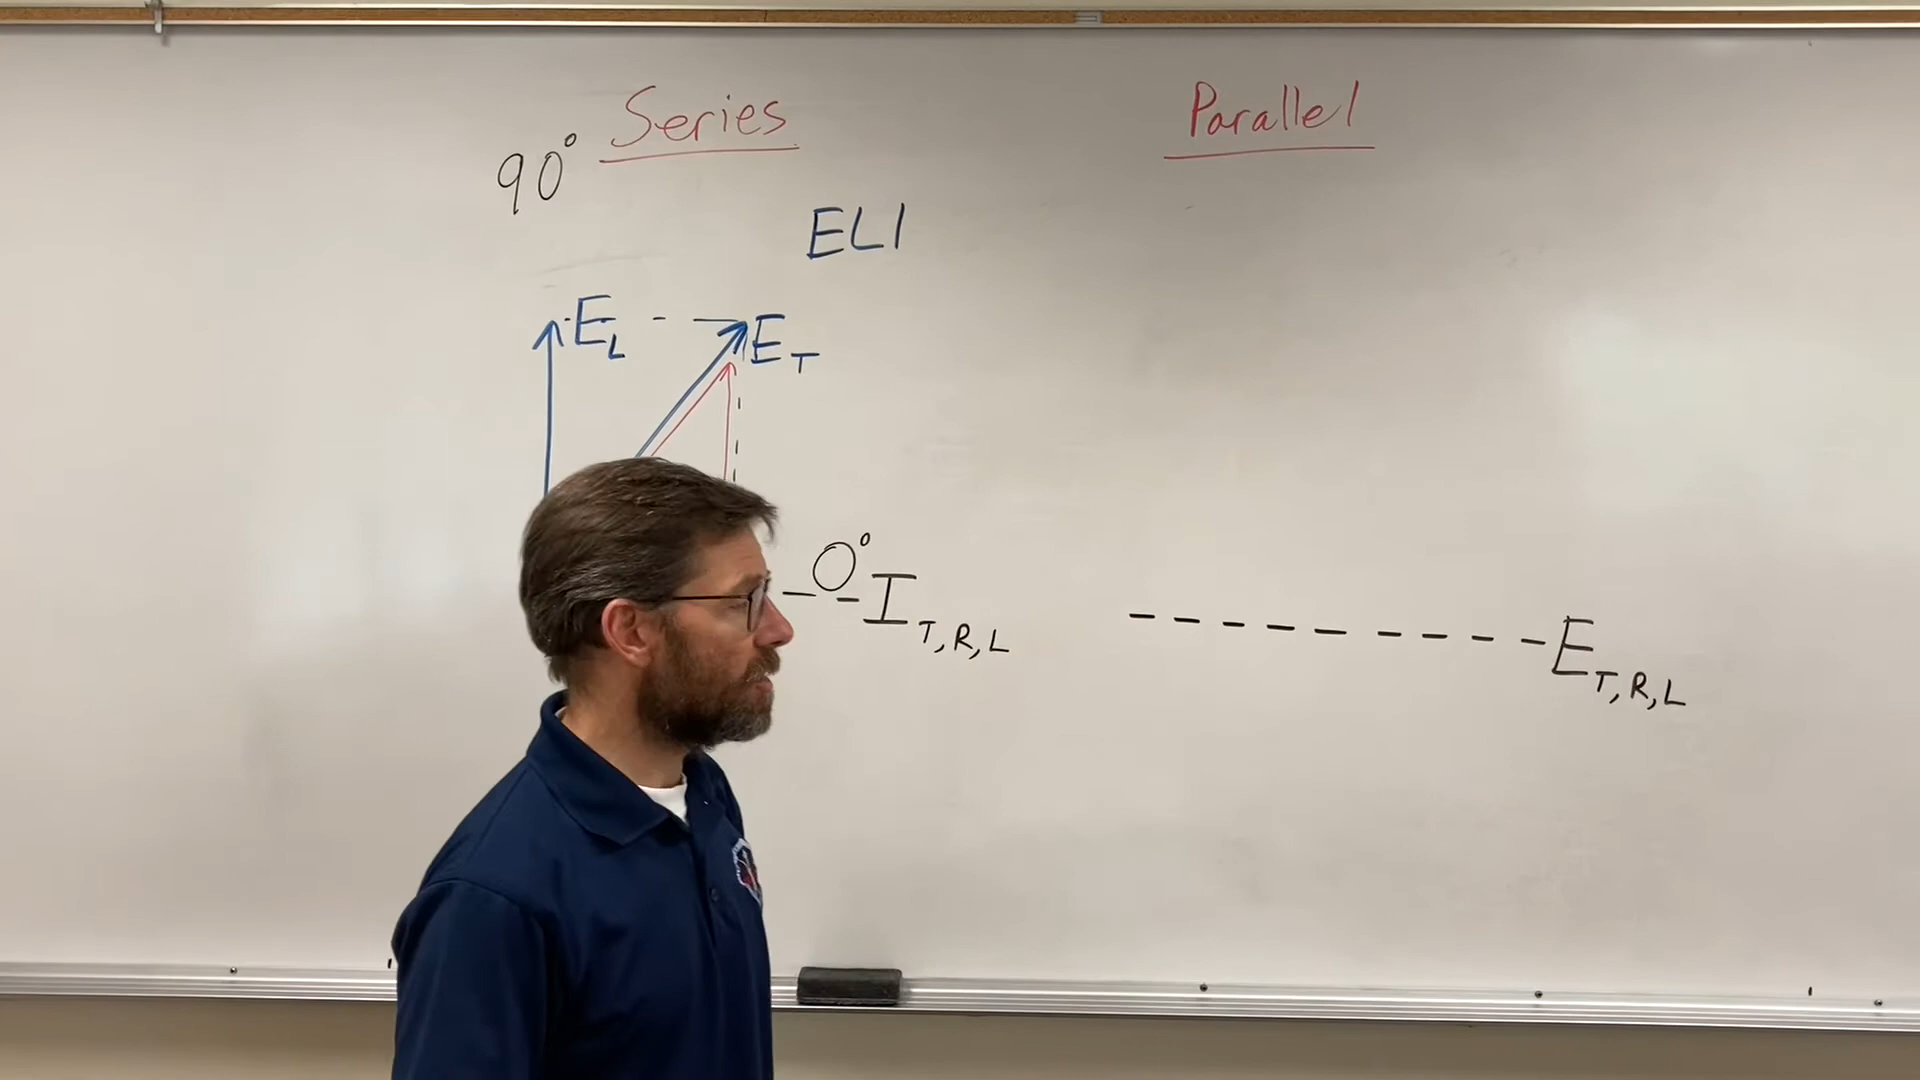 Series
90°
ELI
E_L
E_T
0°
I_T,R,L
Parallel
E_T,R,L